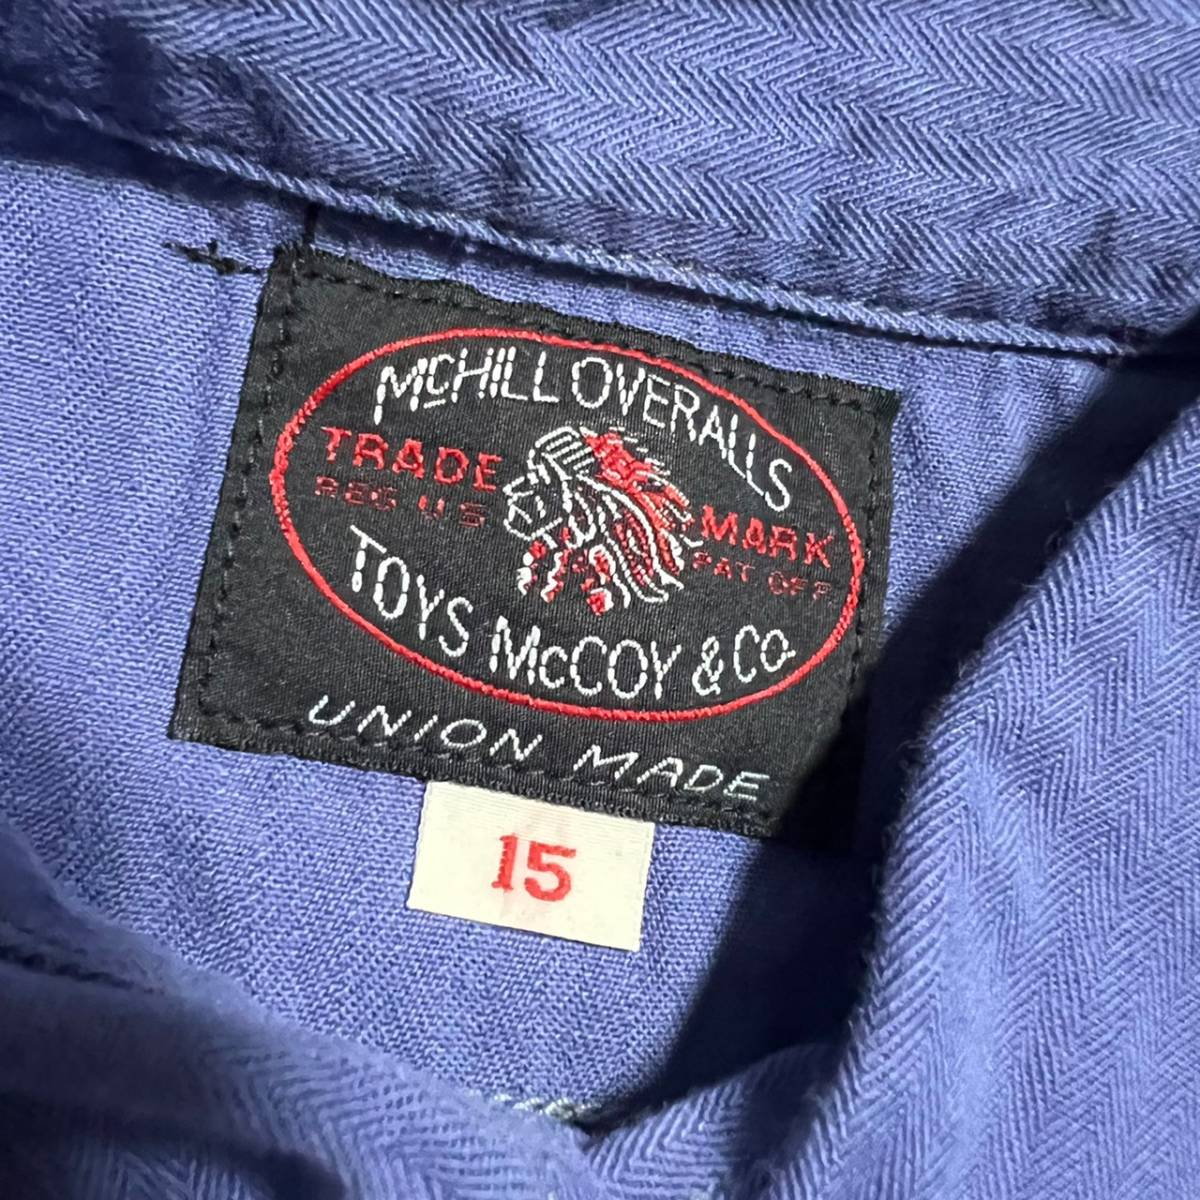 McHILL OVERALLS
TRADE MARK
REG U S PAT OFF
TOYS McCOY & Co.
UNION MADE
15